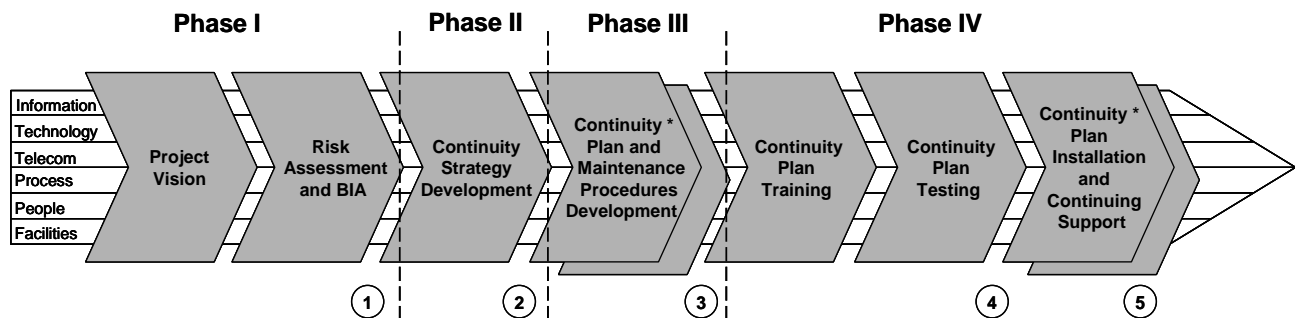 Phase I
Phase II
Phase III
Phase IV
Information
Technology
Telecom
Process
People
Facilities
Project
Vision
Risk
Assessment
and BIA
Continuity
Strategy
Development
Continuity *
Plan and
Maintenance
Procedures
Development
Continuity
Plan
Training
Continuity
Plan
Testing
Continuity *
Plan
Installation
and
Continuing
Support
1
2
3
4
5